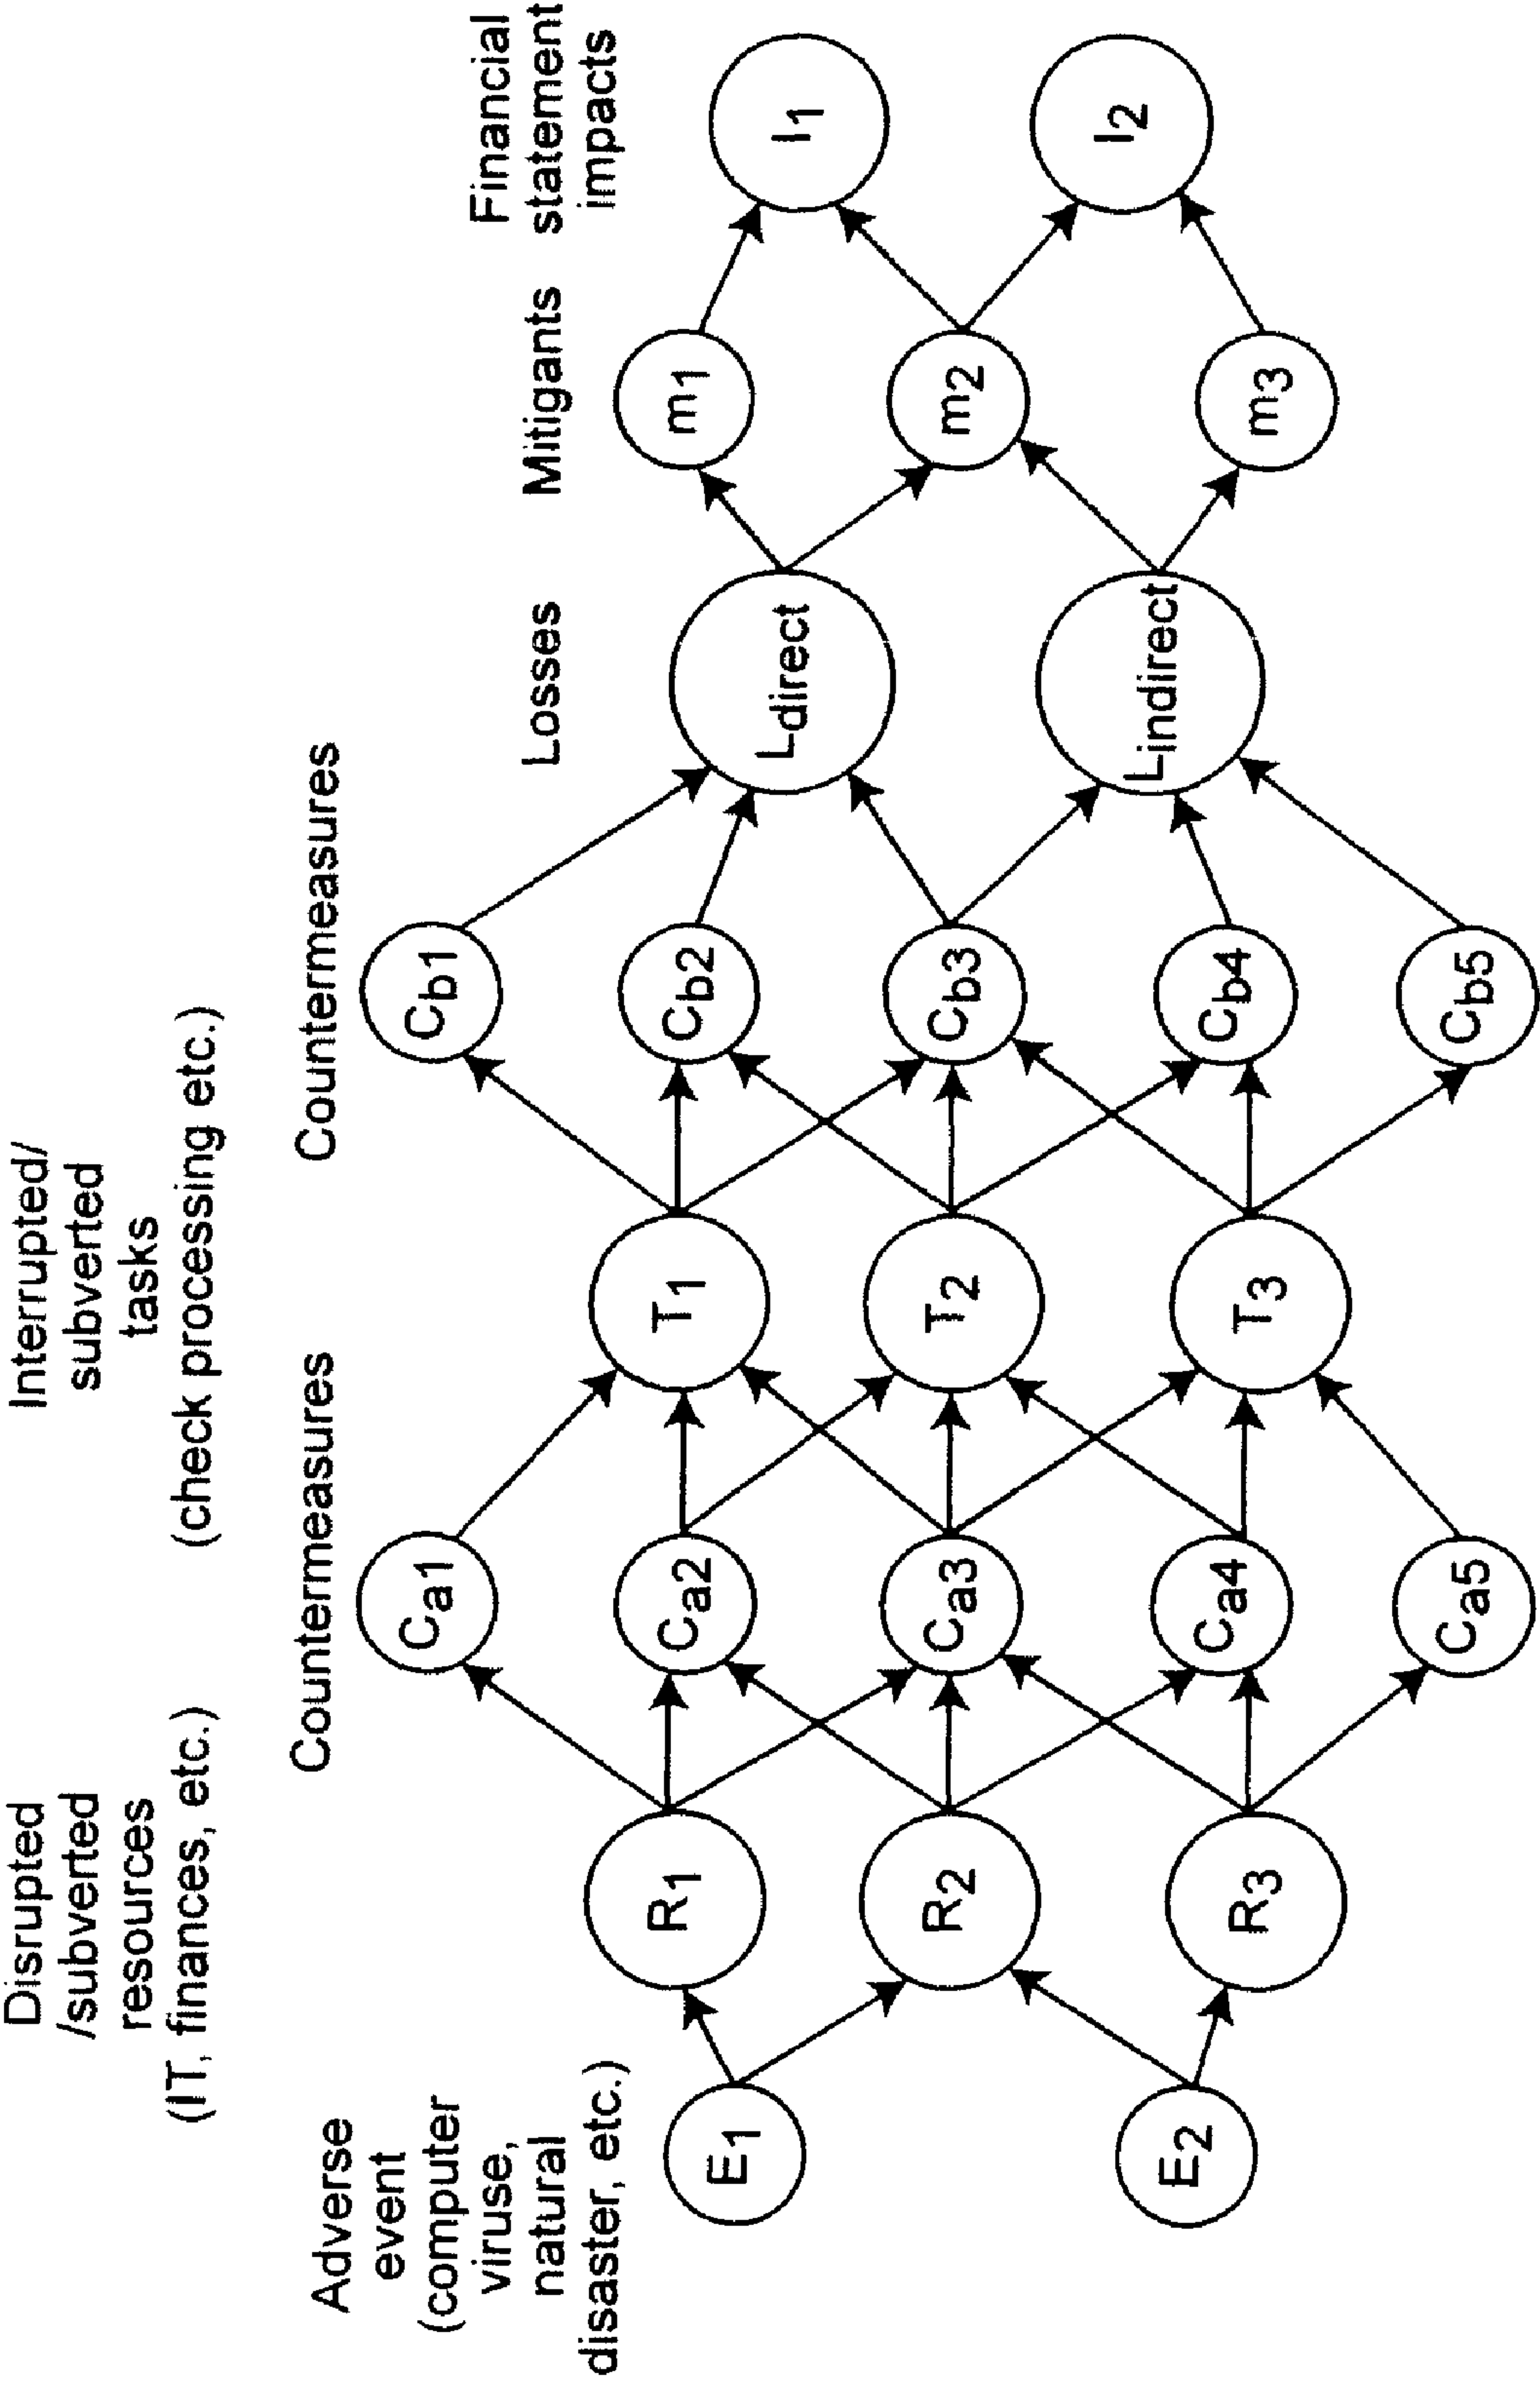 Adverse
event
(computer
viruse,
natural
disaster, etc.)
Disrupted
/subverted
resources
(IT, finances, etc.)
Countermeasures
Interrupted/
subverted
tasks
(check processing etc.)
Countermeasures
Losses
Mitigants
Financial
statement
impacts
E1
E2
R1
R2
R3
Ca1
Ca2
Ca3
Ca4
Ca5
T1
T2
T3
Cb1
Cb2
Cb3
Cb4
Cb5
Ldirect
Lindirect
m1
m2
m3
I1
I2